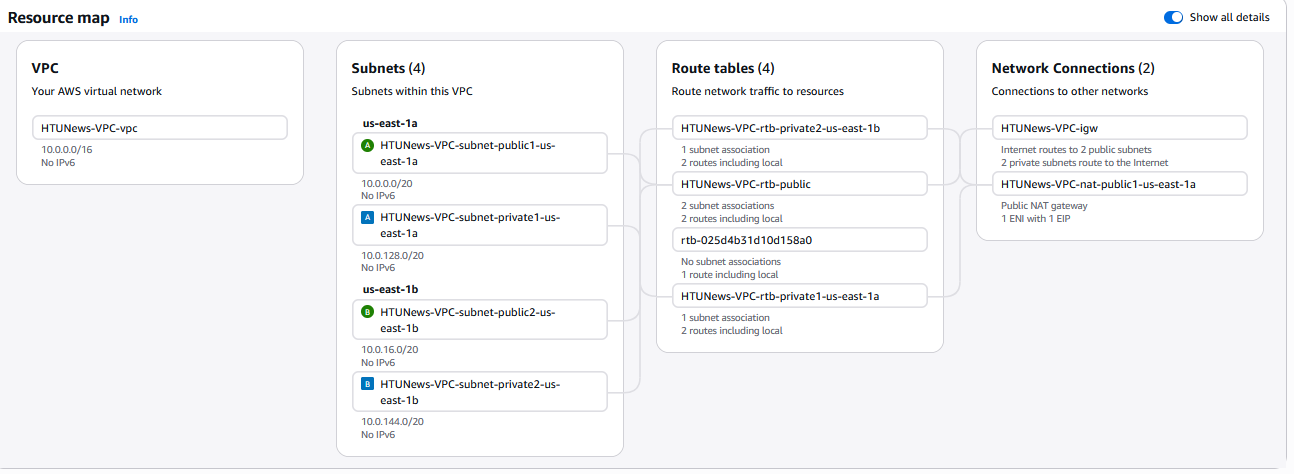 Resource map Info
Show all details
VPC
Your AWS virtual network
HTUNews-VPC-vpc
10.0.0.0/16
No IPv6
Subnets (4)
Subnets within this VPC
us-east-1a
A HTUNews-VPC-subnet-public1-us-
east-1a
10.0.0.0/20
No IPv6
A HTUNews-VPC-subnet-private1-us-
east-1a
10.0.128.0/20
No IPv6
us-east-1b
B HTUNews-VPC-subnet-public2-us-
east-1b
10.0.16.0/20
No IPv6
B HTUNews-VPC-subnet-private2-us-
east-1b
10.0.144.0/20
No IPv6
Route tables (4)
Route network traffic to resources
HTUNews-VPC-rtb-private2-us-east-1b
1 subnet association
2 routes including local
HTUNews-VPC-rtb-public
2 subnet associations
2 routes including local
rtb-025d4b31d10d158a0
No subnet associations
1 route including local
HTUNews-VPC-rtb-private1-us-east-1a
1 subnet association
2 routes including local
Network Connections (2)
Connections to other networks
HTUNews-VPC-igw
Internet routes to 2 public subnets
2 private subnets route to the Internet
HTUNews-VPC-nat-public1-us-east-1a
Public NAT gateway
1 ENI with 1 EIP